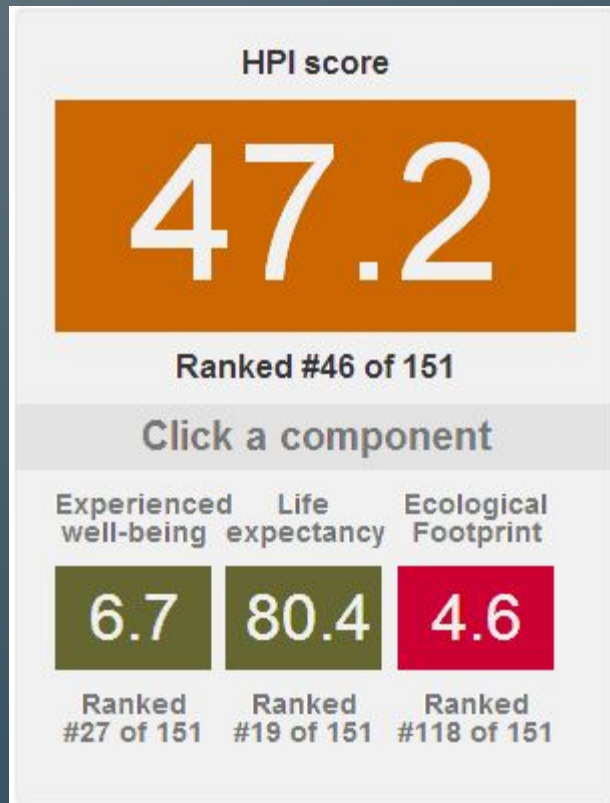 HPI score
47.2
Ranked #46 of 151
Click a component
Experienced well-being
Life expectancy
Ecological Footprint
6.7
80.4
4.6
Ranked #27 of 151
Ranked #19 of 151
Ranked #118 of 151